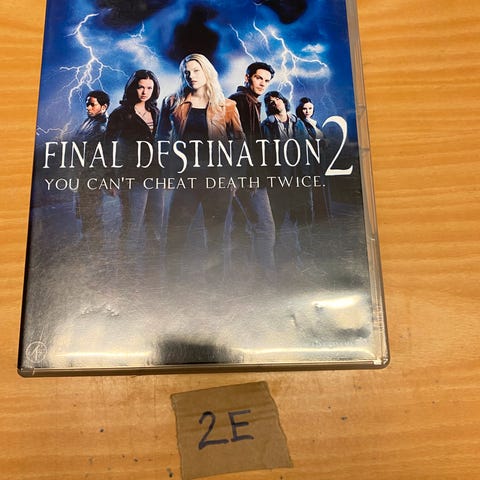 FINAL DESTINATION 2
YOU CAN'T CHEAT DEATH TWICE.
2E